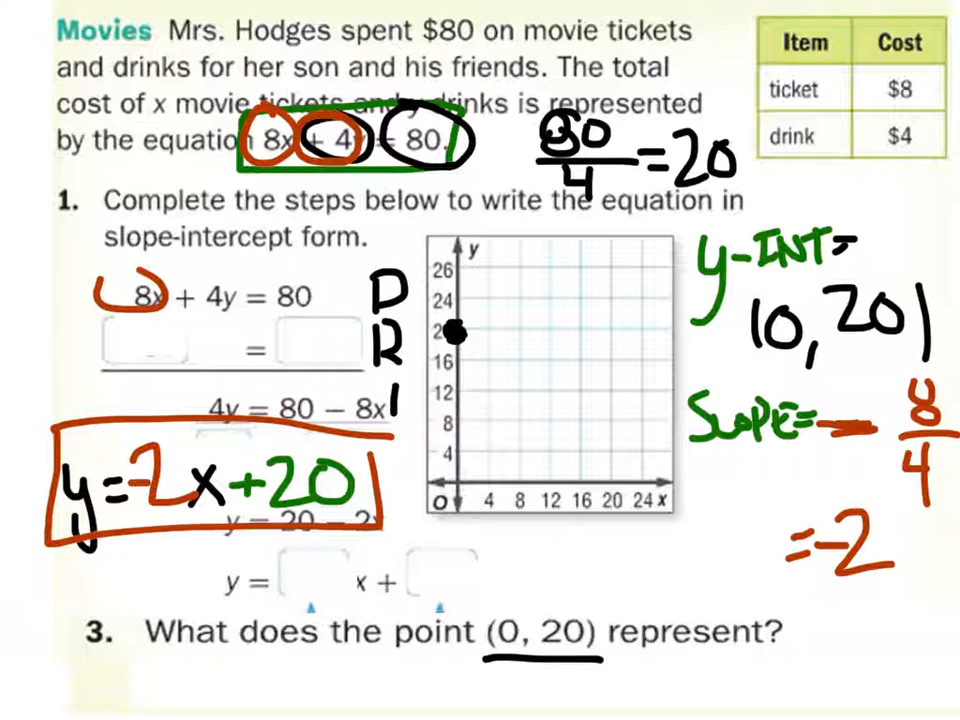 Movies Mrs. Hodges spent $80 on movie tickets
and drinks for her son and his friends. The total
cost of x movie tickets and y drinks is represented
by the equation 8x + 4y = 80.
Item Cost
ticket $8
drink $4
80
4
=20
1. Complete the steps below to write the equation in
slope-intercept form.
8x + 4y = 80
=
4y = 80 − 8x
y=-2x+20
y = 20 − 2x
y = x +
D
R
I
y
26
24
20
16
12
8
4
O 4 8 12 16 20 24 x
y-INT=
(0, 20)
SLOPE= -
8
4
=-2
3. What does the point (0, 20) represent?